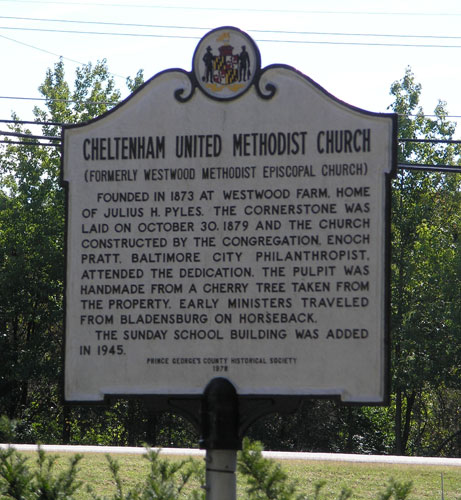 CHELTENHAM UNITED METHODIST CHURCH
(FORMERLY WESTWOOD METHODIST EPISCOPAL CHURCH)
FOUNDED IN 1873 AT WESTWOOD FARM, HOME
OF JULIUS H. PYLES. THE CORNERSTONE WAS
LAID ON OCTOBER 30, 1879 AND THE CHURCH
CONSTRUCTED BY THE CONGREGATION. ENOCH
PRATT, BALTIMORE CITY PHILANTHROPIST,
ATTENDED THE DEDICATION. THE PULPIT WAS
HANDMADE FROM A CHERRY TREE TAKEN FROM
THE PROPERTY. EARLY MINISTERS TRAVELED
FROM BLADENSBURG ON HORSEBACK.
THE SUNDAY SCHOOL BUILDING WAS ADDED
IN 1945.
PRINCE GEORGE'S COUNTY HISTORICAL SOCIETY
1978